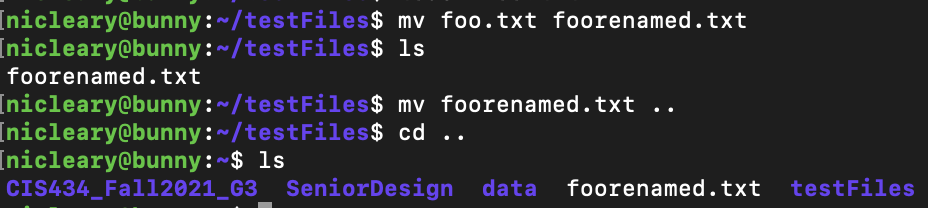 [nicleary@bunny:~/testFiles$ mv foo.txt foorenamed.txt
[nicleary@bunny:~/testFiles$ ls
foorenamed.txt
[nicleary@bunny:~/testFiles$ mv foorenamed.txt ..
[nicleary@bunny:~/testFiles$ cd ..
[nicleary@bunny:~$ ls
CIS434_Fall2021_G3  SeniorDesign  data  foorenamed.txt  testFiles